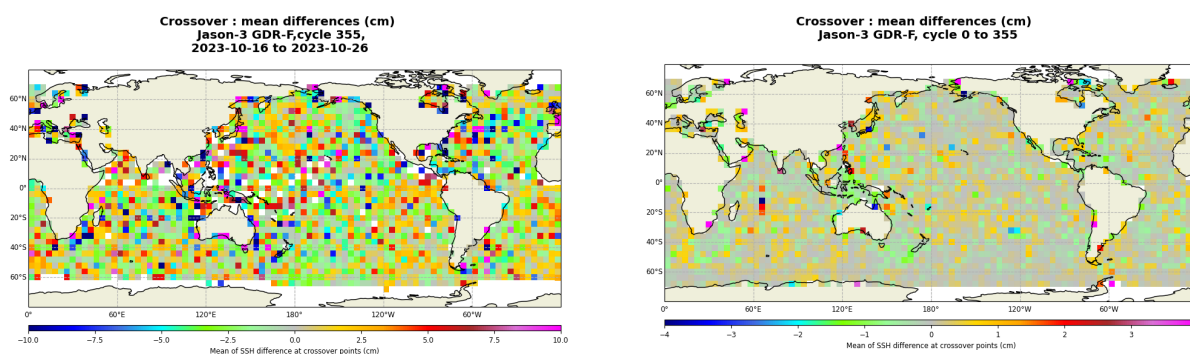 Crossover : mean differences (cm)
Jason-3 GDR-F,cycle 355,
2023-10-16 to 2023-10-26
60°N
40°N
20°N
0°
20°S
40°S
60°S
0°
60°E
120°E
180°
120°W
60°W
−10.0
−7.5
−5.0
−2.5
0.0
2.5
5.0
7.5
10.0
Mean of SSH difference at crossover points (cm)
Crossover : mean differences (cm)
Jason-3 GDR-F, cycle 0 to 355
60°N
40°N
20°N
0°
20°S
40°S
60°S
0°
60°E
120°E
180°
120°W
60°W
−4
−3
−2
−1
0
1
2
3
Mean of SSH difference at crossover points (cm)